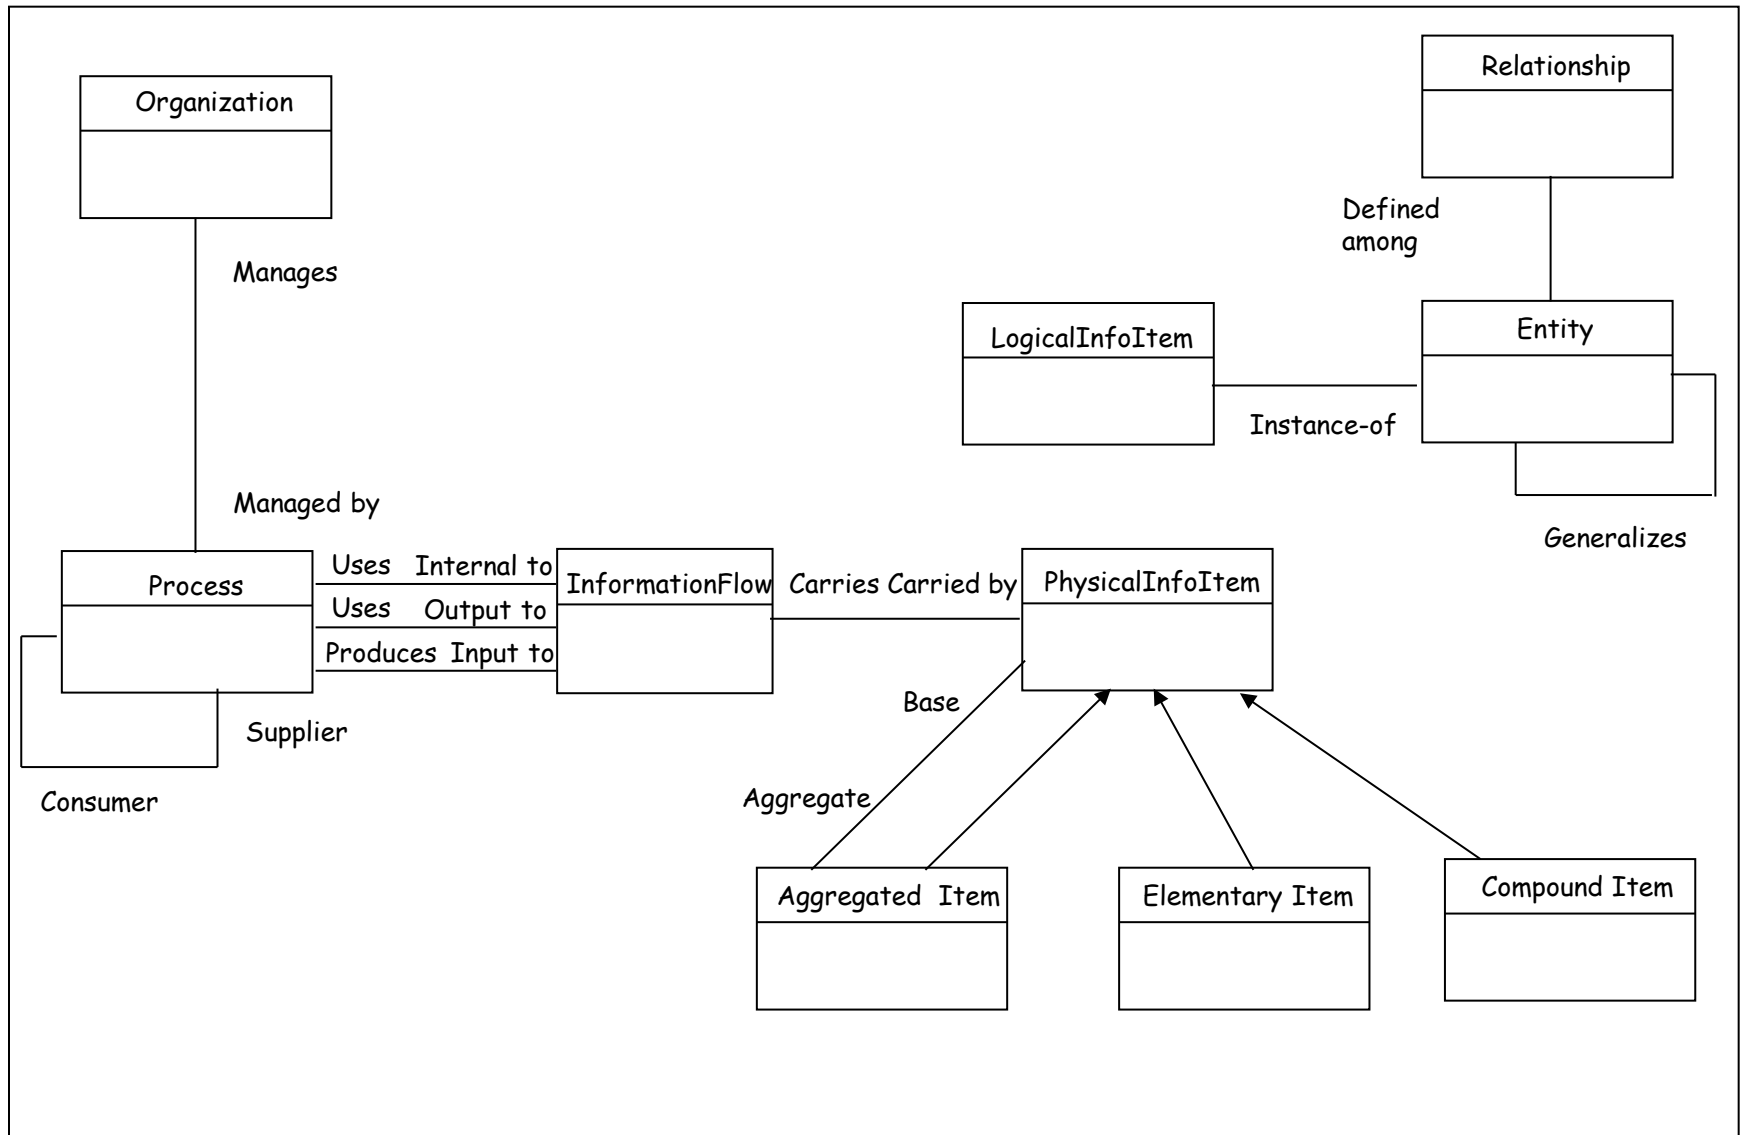 Relationship
Organization
Defined
among
Manages
LogicalInfoItem
Entity
Instance-of
Managed by
Generalizes
Process
Uses Internal to
Uses Output to
Produces Input to
InformationFlow
Carries Carried by
PhysicalInfoItem
Base
Supplier
Consumer
Aggregate
Aggregated Item
Elementary Item
Compound Item